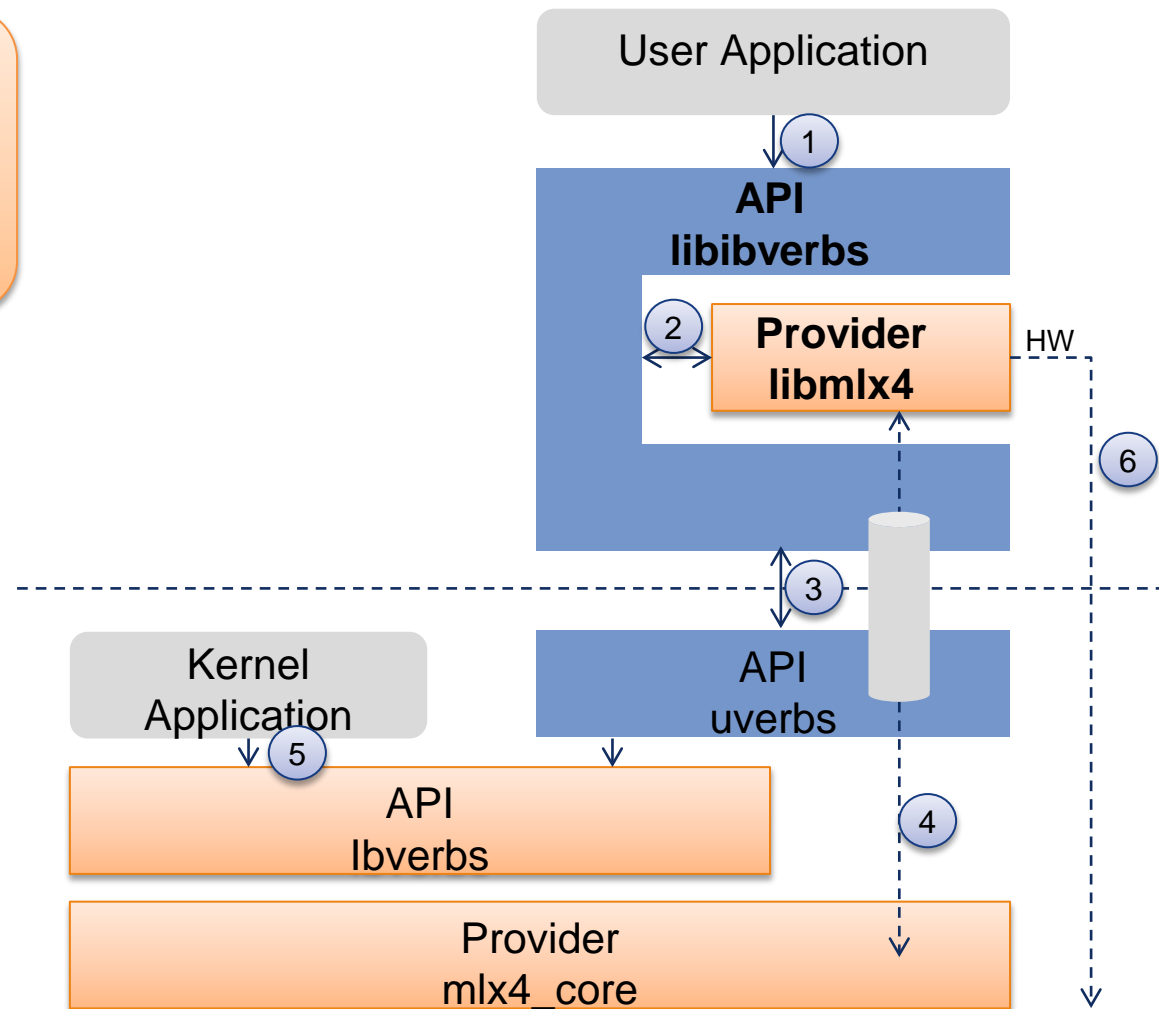 User Application
1
API
libibverbs
2
Provider
libmlx4
HW
6
3
Kernel
Application
API
uverbs
5
API
Ibverbs
4
Provider
mlx4_core